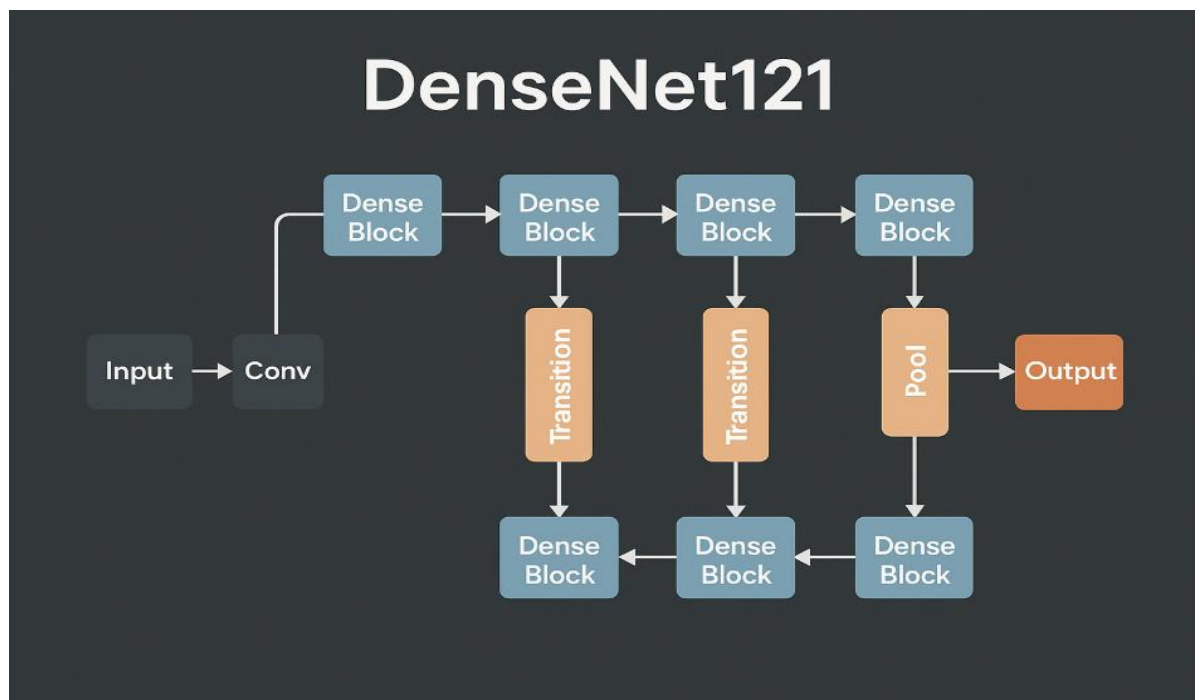 DenseNet121
Dense
Block
Dense
Block
Dense
Block
Dense
Block
Input
Conv
Transition
Transition
Pool
Output
Dense
Block
Dense
Block
Dense
Block